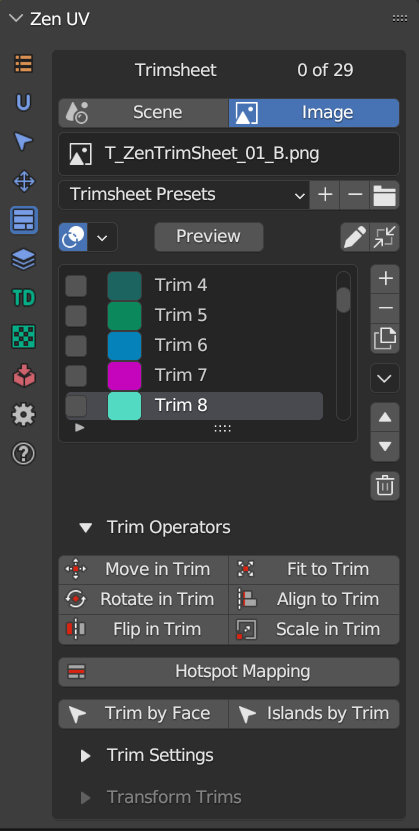 Zen UV
Trimsheet 0 of 29
Scene Image
T_ZenTrimSheet_01_B.png
Trimsheet Presets
Preview
Trim 4
Trim 5
Trim 6
Trim 7
Trim 8
TD
Trim Operators
Move in Trim Fit to Trim
Rotate in Trim Align to Trim
Flip in Trim Scale in Trim
Hotspot Mapping
Trim by Face Islands by Trim
Trim Settings
Transform Trims